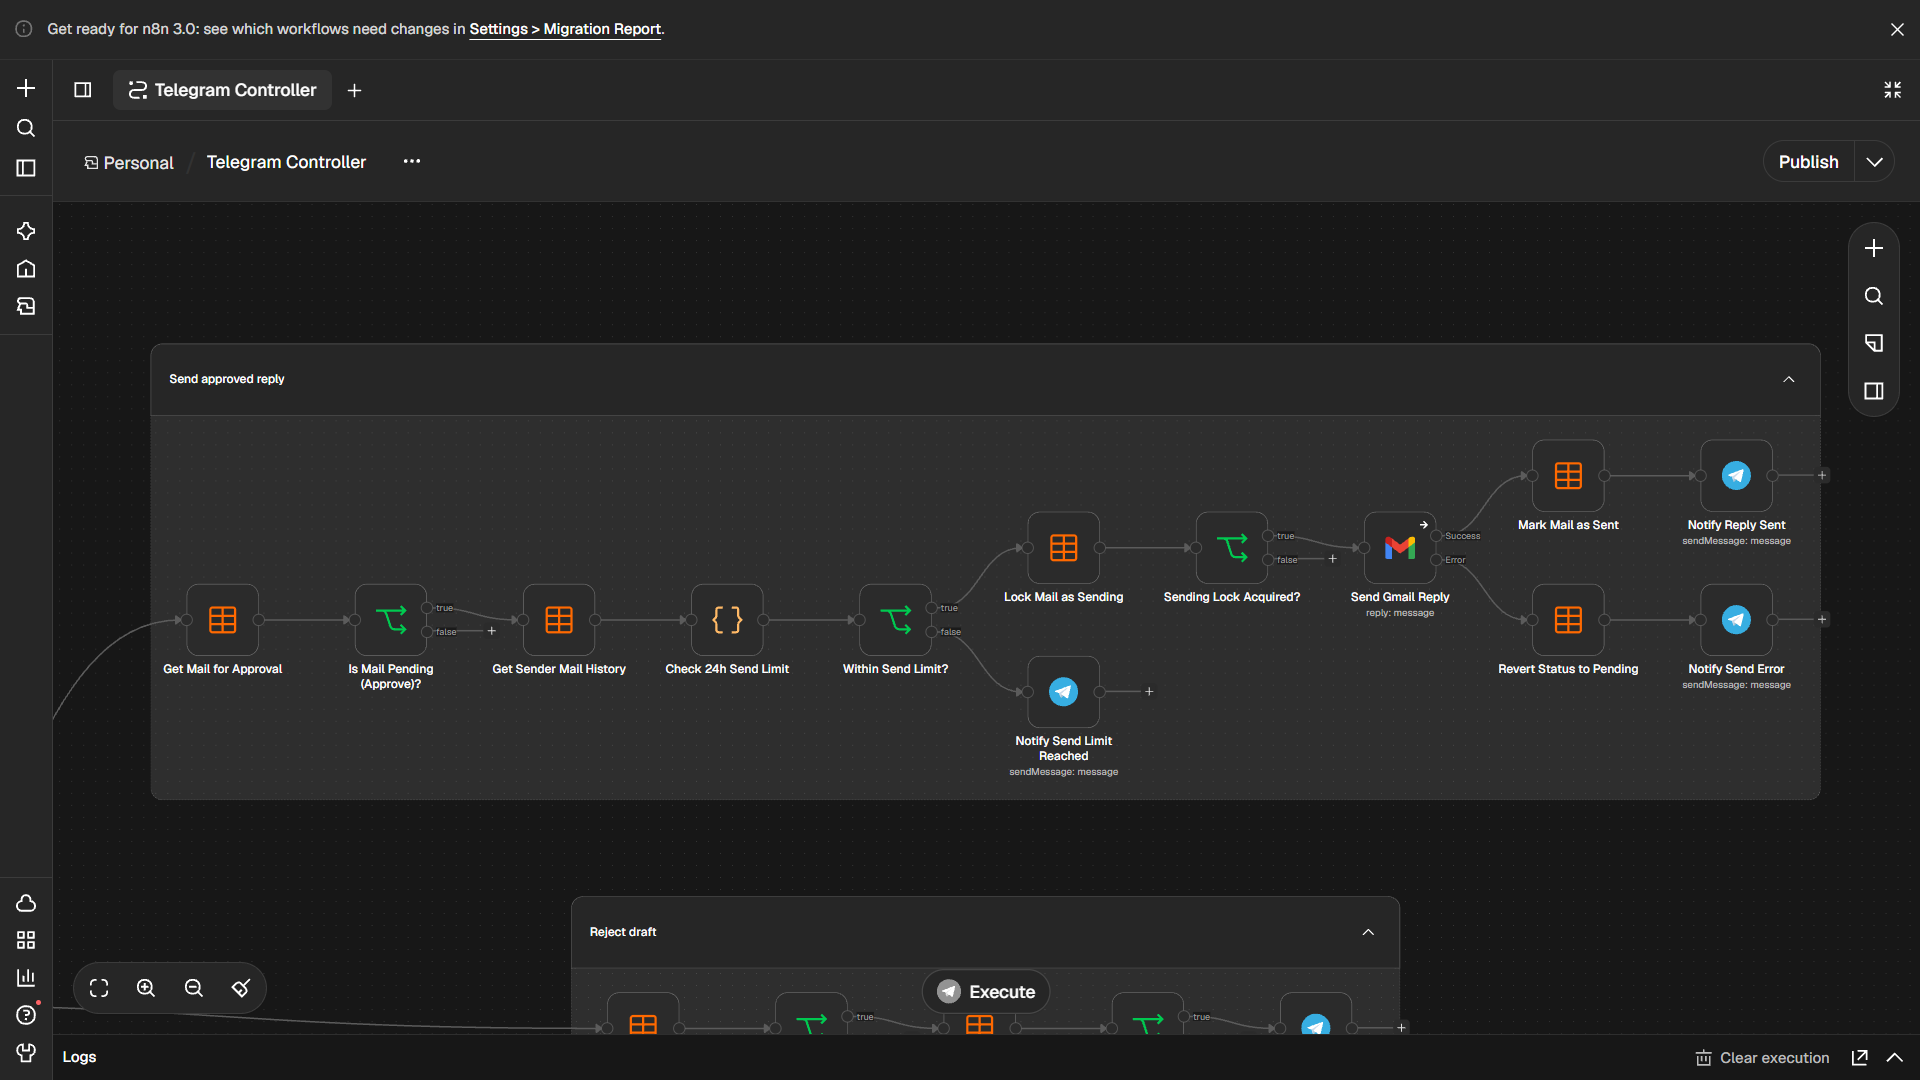 Get ready for n8n 3.0: see which workflows need changes in Settings > Migration Report.
Telegram Controller
Personal / Telegram Controller
Publish
Send approved reply
Mark Mail as Sent
Notify Reply Sent
sendMessage: message
true
false
Success
Error
Lock Mail as Sending
Sending Lock Acquired?
Send Gmail Reply
reply: message
true
false
true
false
Get Mail for Approval
Is Mail Pending
(Approve)?
Get Sender Mail History
Check 24h Send Limit
Within Send Limit?
Revert Status to Pending
Notify Send Error
sendMessage: message
Notify Send Limit
Reached
sendMessage: message
Reject draft
Execute
true
true
Logs
Clear execution